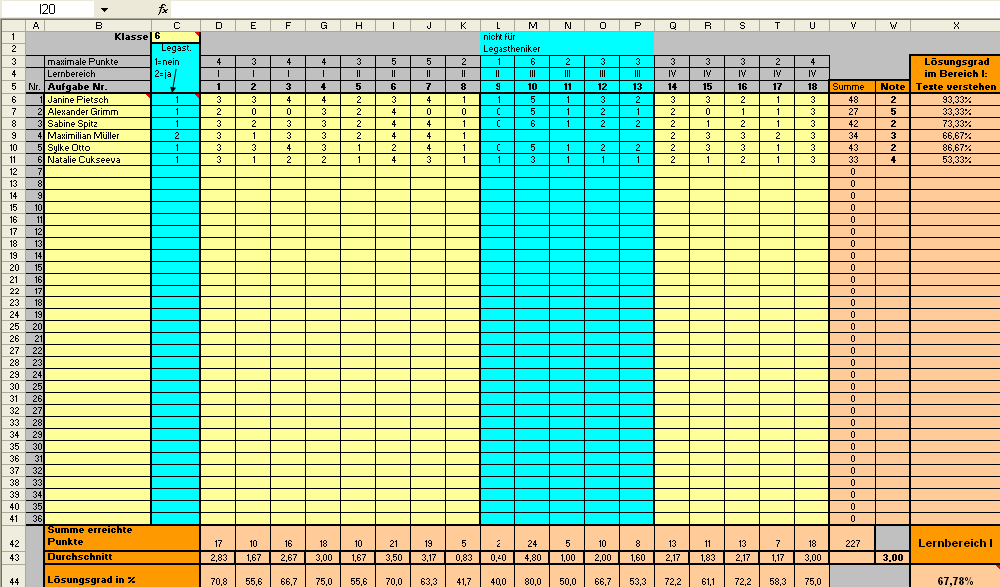 I20 fx
A B C D E F G H I J K L M N O P Q R S T U V W X
1 Klasse 6 nicht für
2 Legast. Legastheniker
3 maximale Punkte 1=nein 4 3 4 4 3 5 5 2 1 6 2 3 3 3 3 3 2 4 Lösungsgrad
4 Lernbereich 2=ja I I I I II II II II III III III III III IV IV IV IV IV im Bereich I:
5 Nr. Aufgabe Nr. 1 2 3 4 5 6 7 8 9 10 11 12 13 14 15 16 17 18 Summe Note Texte verstehen
6 1 Janine Pietsch 1 3 3 4 4 2 3 4 1 1 5 1 3 2 3 3 2 1 3 48 2 93,33%
7 2 Alexander Grimm 1 2 0 0 3 2 4 0 0 0 5 1 2 1 2 0 1 1 3 27 5 33,33%
8 3 Sabine Spitz 1 3 2 3 3 2 4 4 1 0 6 1 2 2 2 1 2 1 3 42 2 73,33%
9 4 Maximilian Müller 2 3 1 3 3 2 4 4 1 2 3 3 2 3 34 3 66,67%
10 5 Sylke Otto 1 3 3 4 3 1 2 4 1 0 5 1 2 2 2 3 3 1 3 43 2 86,67%
11 6 Natalie Cukseeva 1 3 1 2 2 1 4 3 1 1 3 1 1 1 2 1 2 1 3 33 4 53,33%
12 7 0
13 8 0
14 9 0
15 10 0
16 11 0
17 12 0
18 13 0
19 14 0
20 15 0
21 16 0
22 17 0
23 18 0
24 19 0
25 20 0
26 21 0
27 22 0
28 23 0
29 24 0
30 25 0
31 26 0
32 27 0
33 28 0
34 29 0
35 30 0
36 31 0
37 32 0
38 33 0
39 34 0
40 35 0
41 36 0
Summe erreichte
42 Punkte 17 10 16 18 10 21 19 5 2 24 5 10 8 13 11 13 7 18 227 Lernbereich I
43 Durchschnitt 2,83 1,67 2,67 3,00 1,67 3,50 3,17 0,83 0,40 4,80 1,00 2,00 1,60 2,17 1,83 2,17 1,17 3,00 3,00
44 Lösungsgrad in % 70,8 55,6 66,7 75,0 55,6 70,0 63,3 41,7 40,0 80,0 50,0 66,7 53,3 72,2 61,1 72,2 58,3 75,0 67,78%